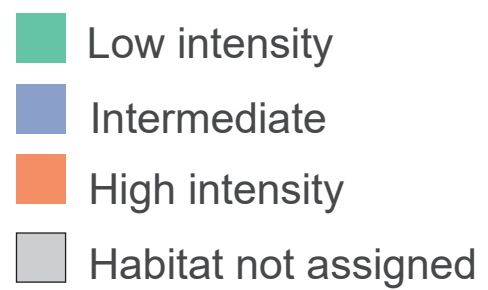 Low intensity
Intermediate
High intensity
Habitat not assigned